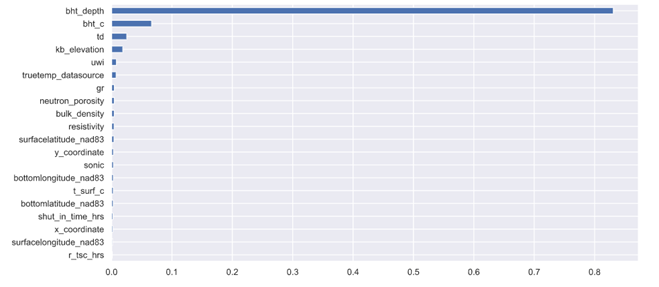 bht_depth
bht_c
td
kb_elevation
uwi
truetemp_datasource
gr
neutron_porosity
bulk_density
resistivity
surfacelatitude_nad83
y_coordinate
sonic
bottomlongitude_nad83
t_surf_c
bottomlatitude_nad83
shut_in_time_hrs
x_coordinate
surfacelongitude_nad83
r_tsc_hrs
0.0 0.1 0.2 0.3 0.4 0.5 0.6 0.7 0.8